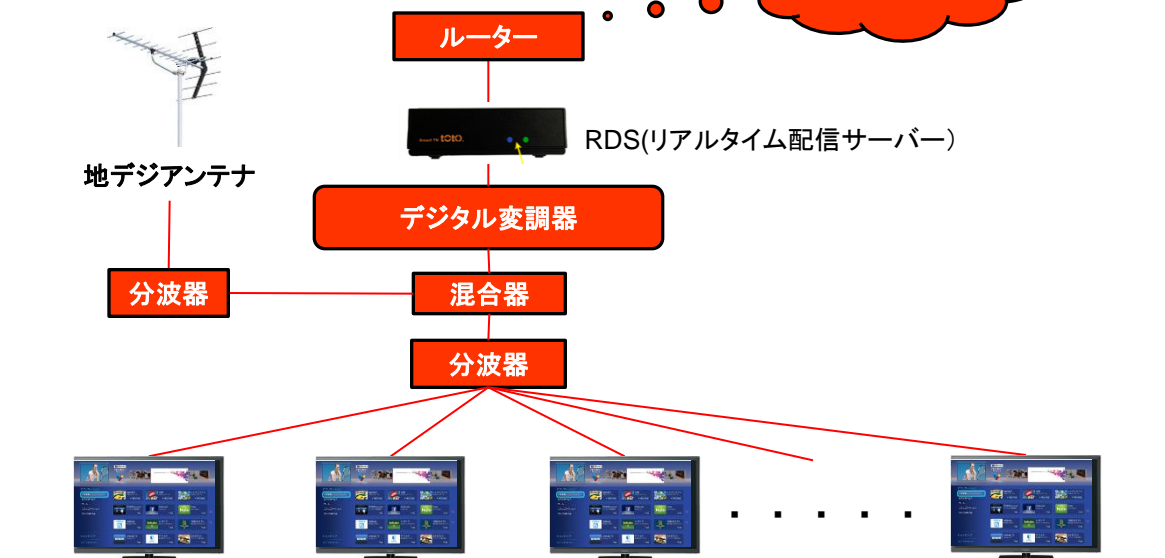 ルーター
toto
RDS(リアルタイム配信サーバー）
地デジアンテナ
デジタル変調器
分波器
混合器
分波器